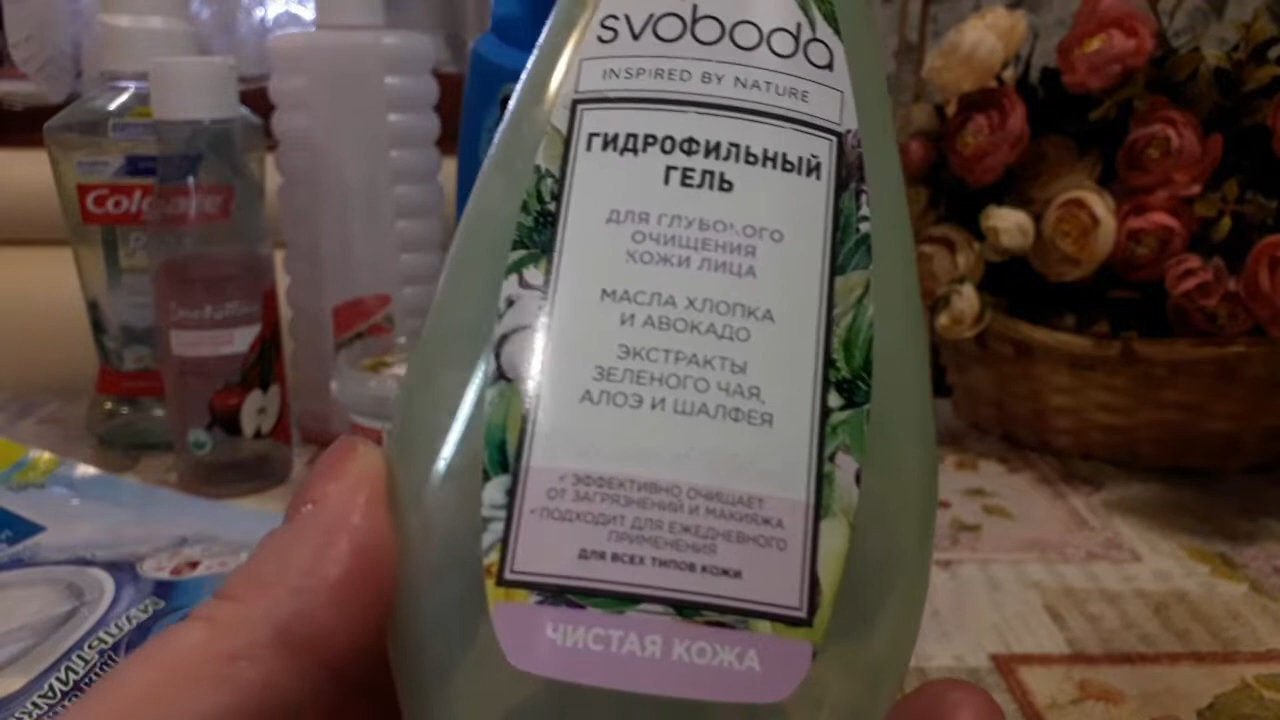 svoboda
INSPIRED BY NATURE
ГИДРОФИЛЬНЫЙ
ГЕЛЬ
ДЛЯ ГЛУБОКОГО
ОЧИЩЕНИЯ
КОЖИ ЛИЦА
МАСЛА ХЛОПКА
И АВОКАДО
ЭКСТРАКТЫ
ЗЕЛЕНОГО ЧАЯ,
АЛОЭ И ШАЛФЕЯ
✓ ЭФФЕКТИВНО ОЧИЩАЕТ
ОТ ЗАГРЯЗНЕНИЙ И МАКИЯЖА
✓ПОДХОДИТ ДЛЯ ЕЖЕДНЕВНОГО
ПРИМЕНЕНИЯ
ДЛЯ ВСЕХ ТИПОВ КОЖИ
ЧИСТАЯ КОЖА
Colgate